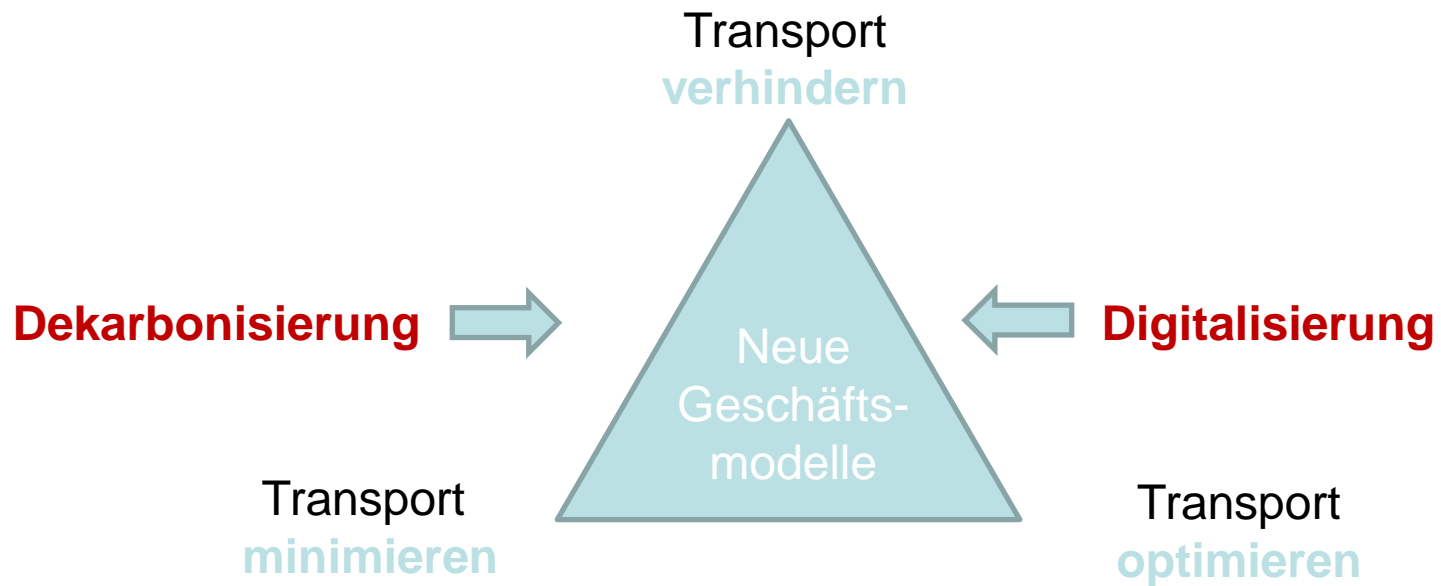 Transport
verhindern
Dekarbonisierung
Digitalisierung
Neue
Geschäfts-
modelle
Transport
minimieren
Transport
optimieren